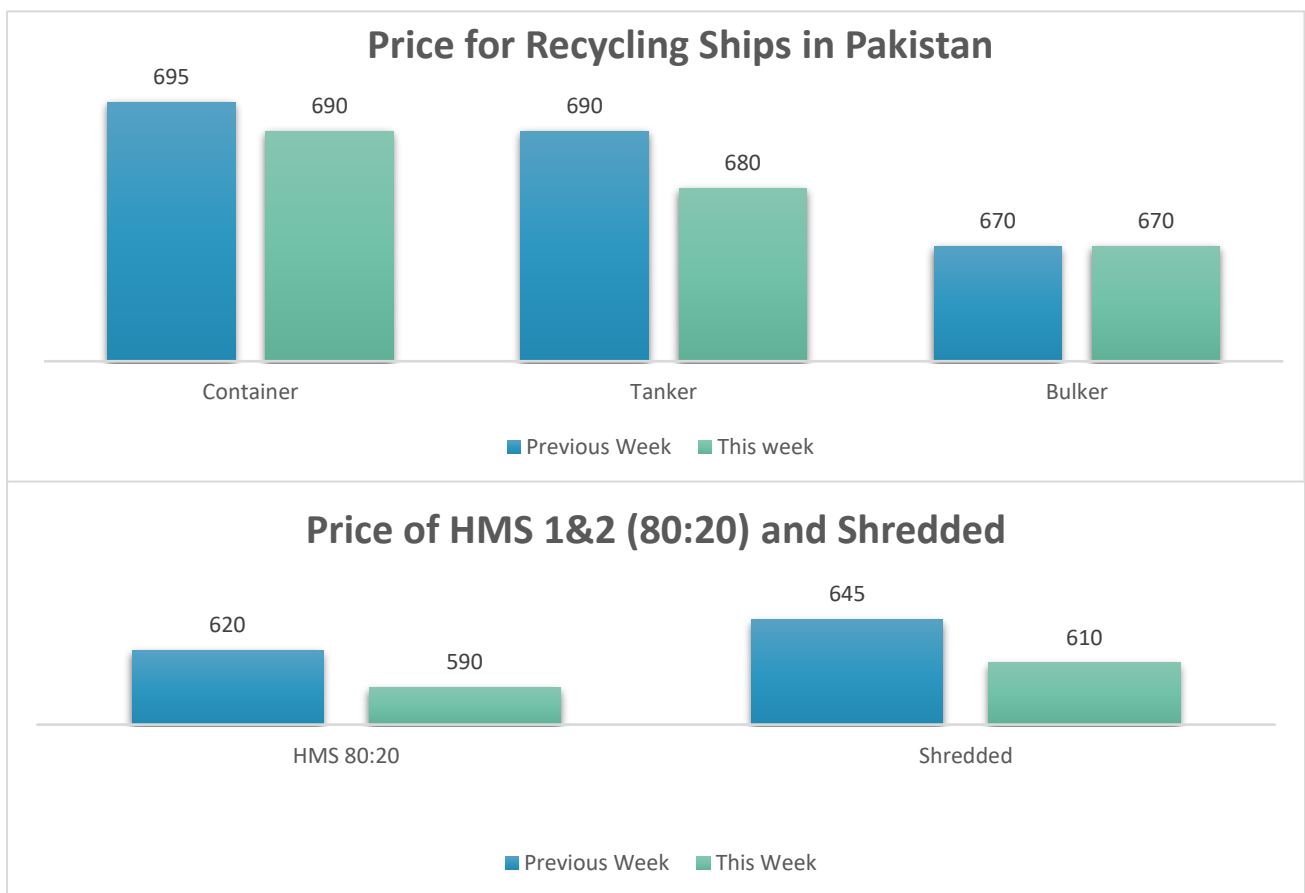 Price for Recycling Ships in Pakistan
695
690
690
680
670
670
Container
Tanker
Bulker
Previous Week
This week
Price of HMS 1&2 (80:20) and Shredded
620
590
645
610
HMS 80:20
Shredded
Previous Week
This Week